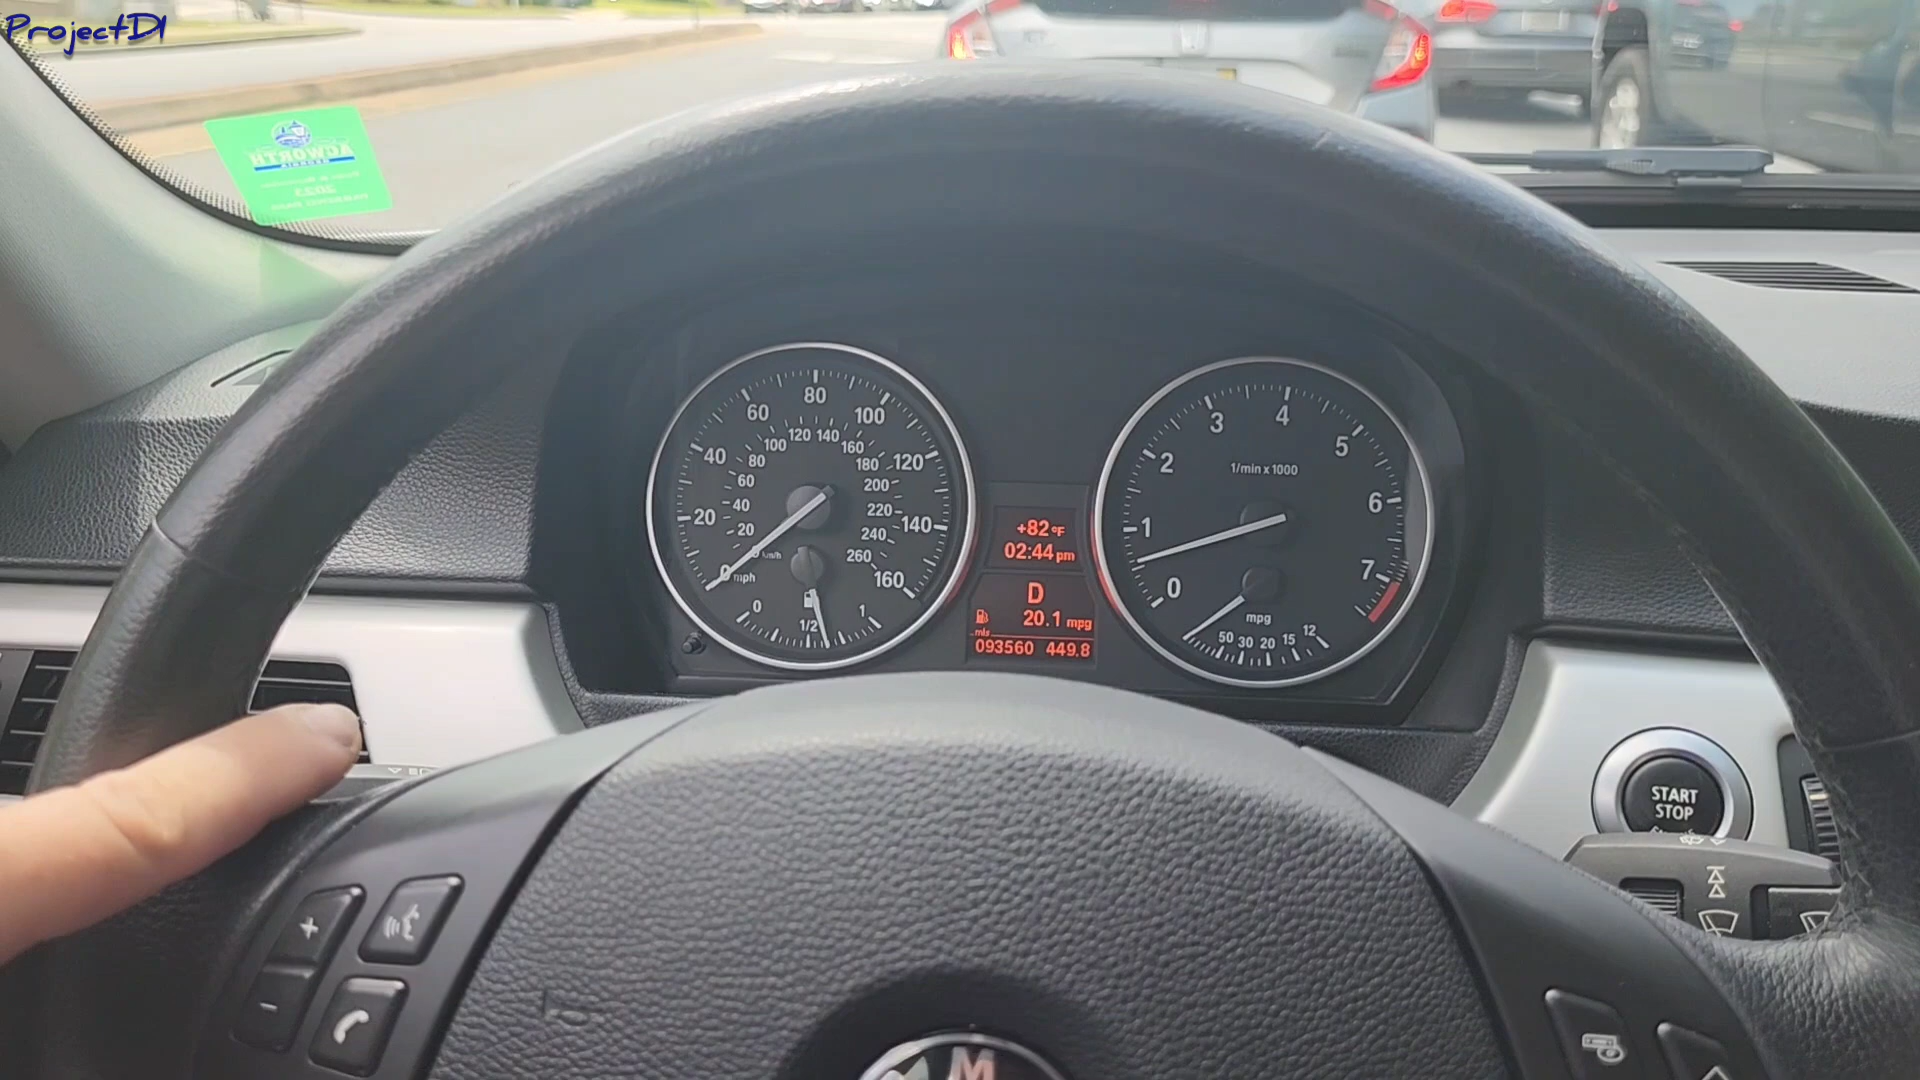 ProjectDI
ACWORTH
2023
80
60
100
120 140
100
160
40
80
180
120
60
200
40
220
20
140
20
240
0 km/h
260
0 mph
160
0
1/2
1
+82°F
02:44 pm
D
20.1 mpg
mls
093560 449.8
4
3
5
2
1/min x 1000
6
1
7
0
mpg
50 30 20 15 12
START
STOP
+
-
M